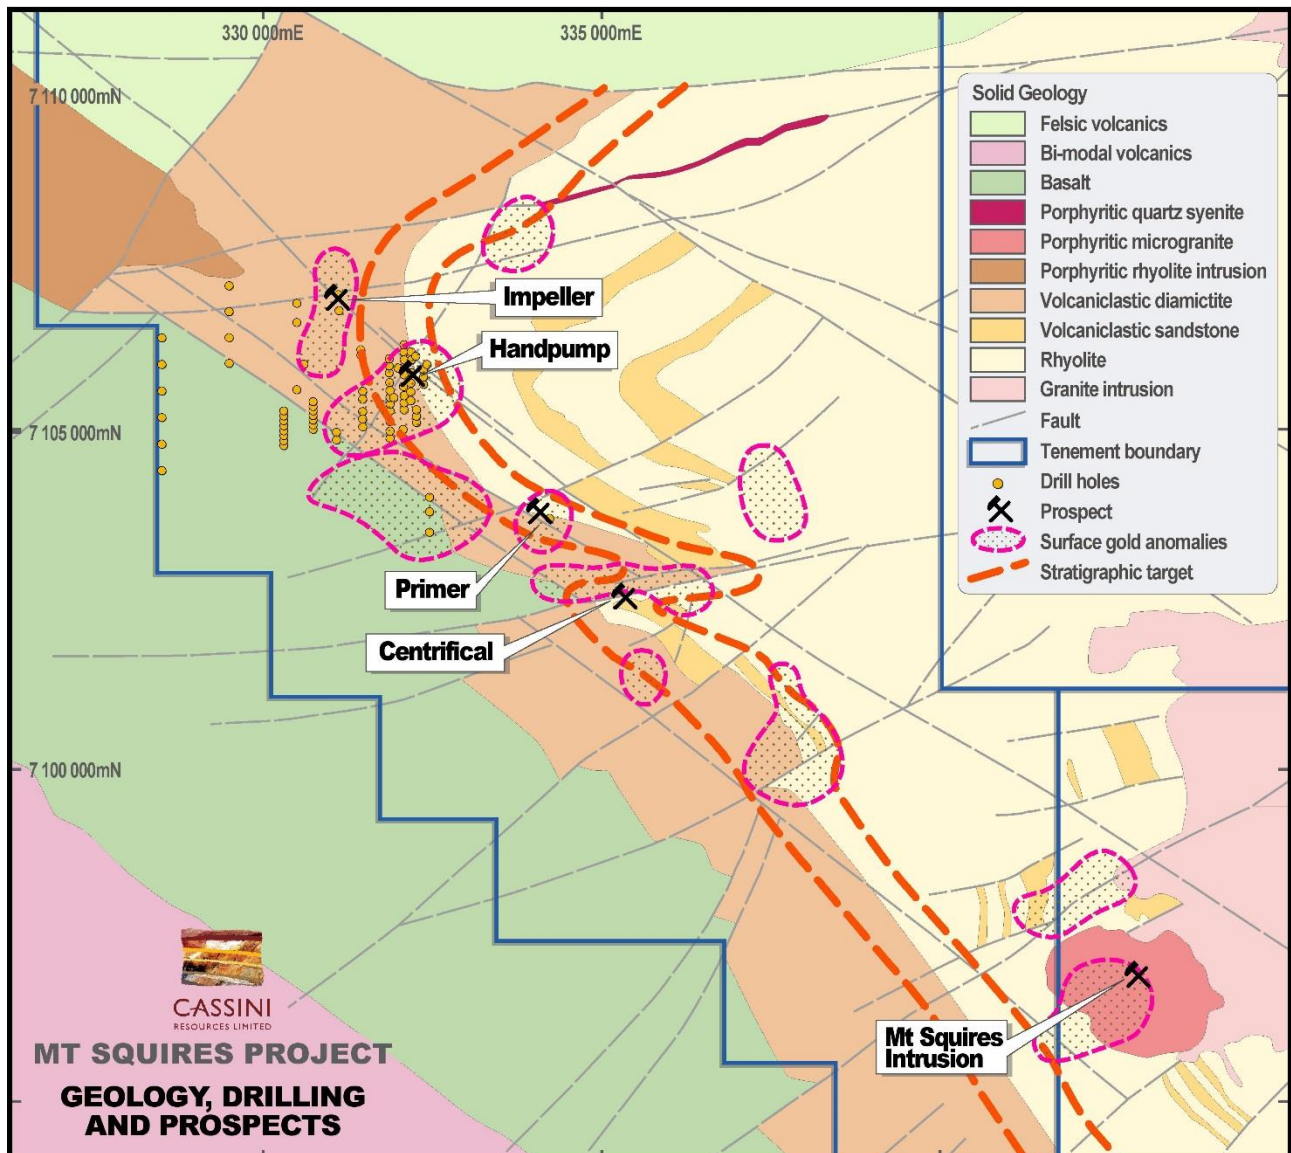 330 000mE
335 000mE
7 110 000mN
Solid Geology
Felsic volcanics
Bi-modal volcanics
Basalt
Porphyritic quartz syenite
Porphyritic microgranite
Porphyritic rhyolite intrusion
Volcaniclastic diamictite
Volcaniclastic sandstone
Rhyolite
Granite intrusion
Fault
Tenement boundary
Drill holes
Prospect
Surface gold anomalies
Stratigraphic target
Impeller
Handpump
7 105 000mN
Primer
Centrifical
7 100 000mN
Mt Squires
Intrusion
CASSINI
RESOURCES LIMITED
MT SQUIRES PROJECT
GEOLOGY, DRILLING
AND PROSPECTS